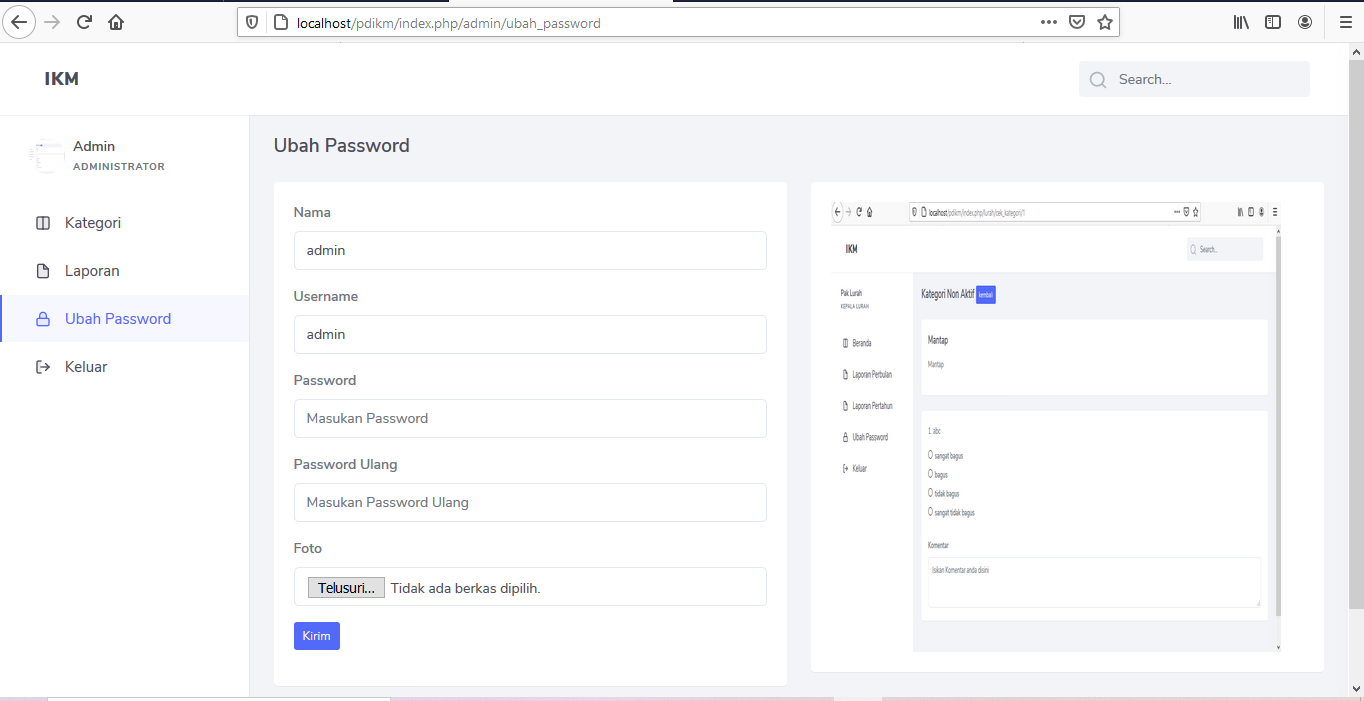 localhost/pdikm/index.php/admin/ubah_password
IKM
Search...
Admin
ADMINISTRATOR
Kategori
Laporan
Ubah Password
Keluar
Ubah Password
Nama
admin
Username
admin
Password
Masukan Password
Password Ulang
Masukan Password Ulang
Foto
Telusuri... Tidak ada berkas dipilih.
Kirim
localhost/pdikm/index.php/lurah/cek_kategori/1
IKM
Search..
Pak Lurah
KEPALA LURAH
Beranda
Laporan Perbulan
Laporan Pertahun
Ubah Password
Keluar
Kategori Non Aktif kembali
Mantap
Mantap
1. abc
sangat bagus
bagus
tidak bagus
sangat tidak bagus
Komentar
Isikan Komentar anda disini